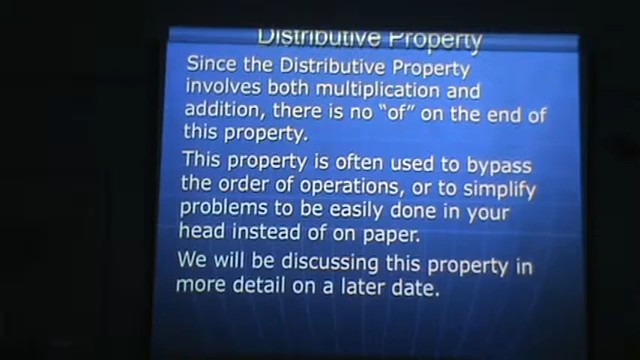 Distributive Property
Since the Distributive Property
involves both multiplication and
addition, there is no “of” on the end of
this property.
This property is often used to bypass
the order of operations, or to simplify
problems to be easily done in your
head instead of on paper.
We will be discussing this property in
more detail on a later date.